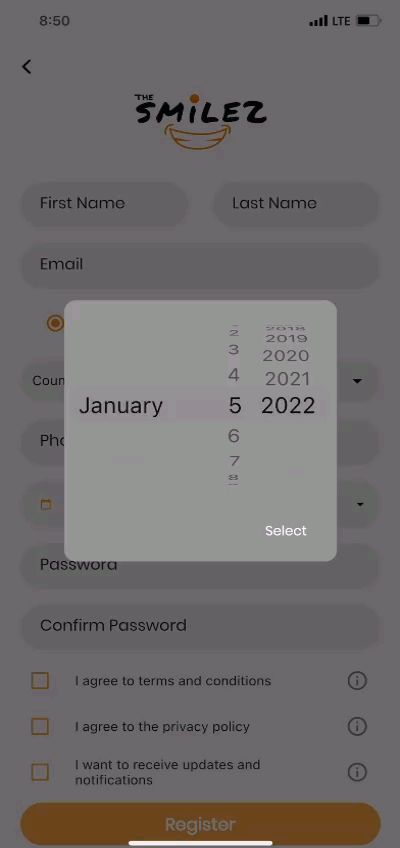 8:50
LTE
THE
SMILEZ
First Name
Last Name
Email
Coun
Pho
January
2
3
4
5
6
7
8
2018
2019
2020
2021
2022
Select
Password
Confirm Password
I agree to terms and conditions
I agree to the privacy policy
I want to receive updates and
notifications
Register